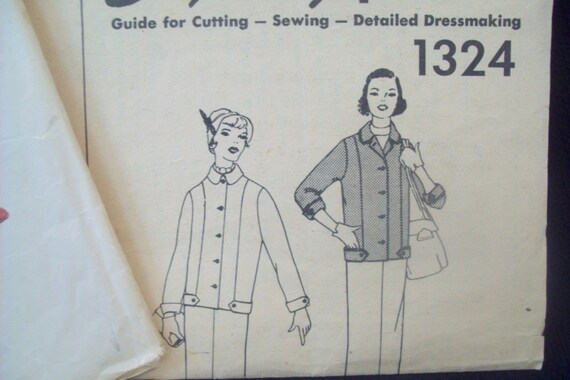 Guide for Cutting — Sewing — Detailed Dressmaking
1324